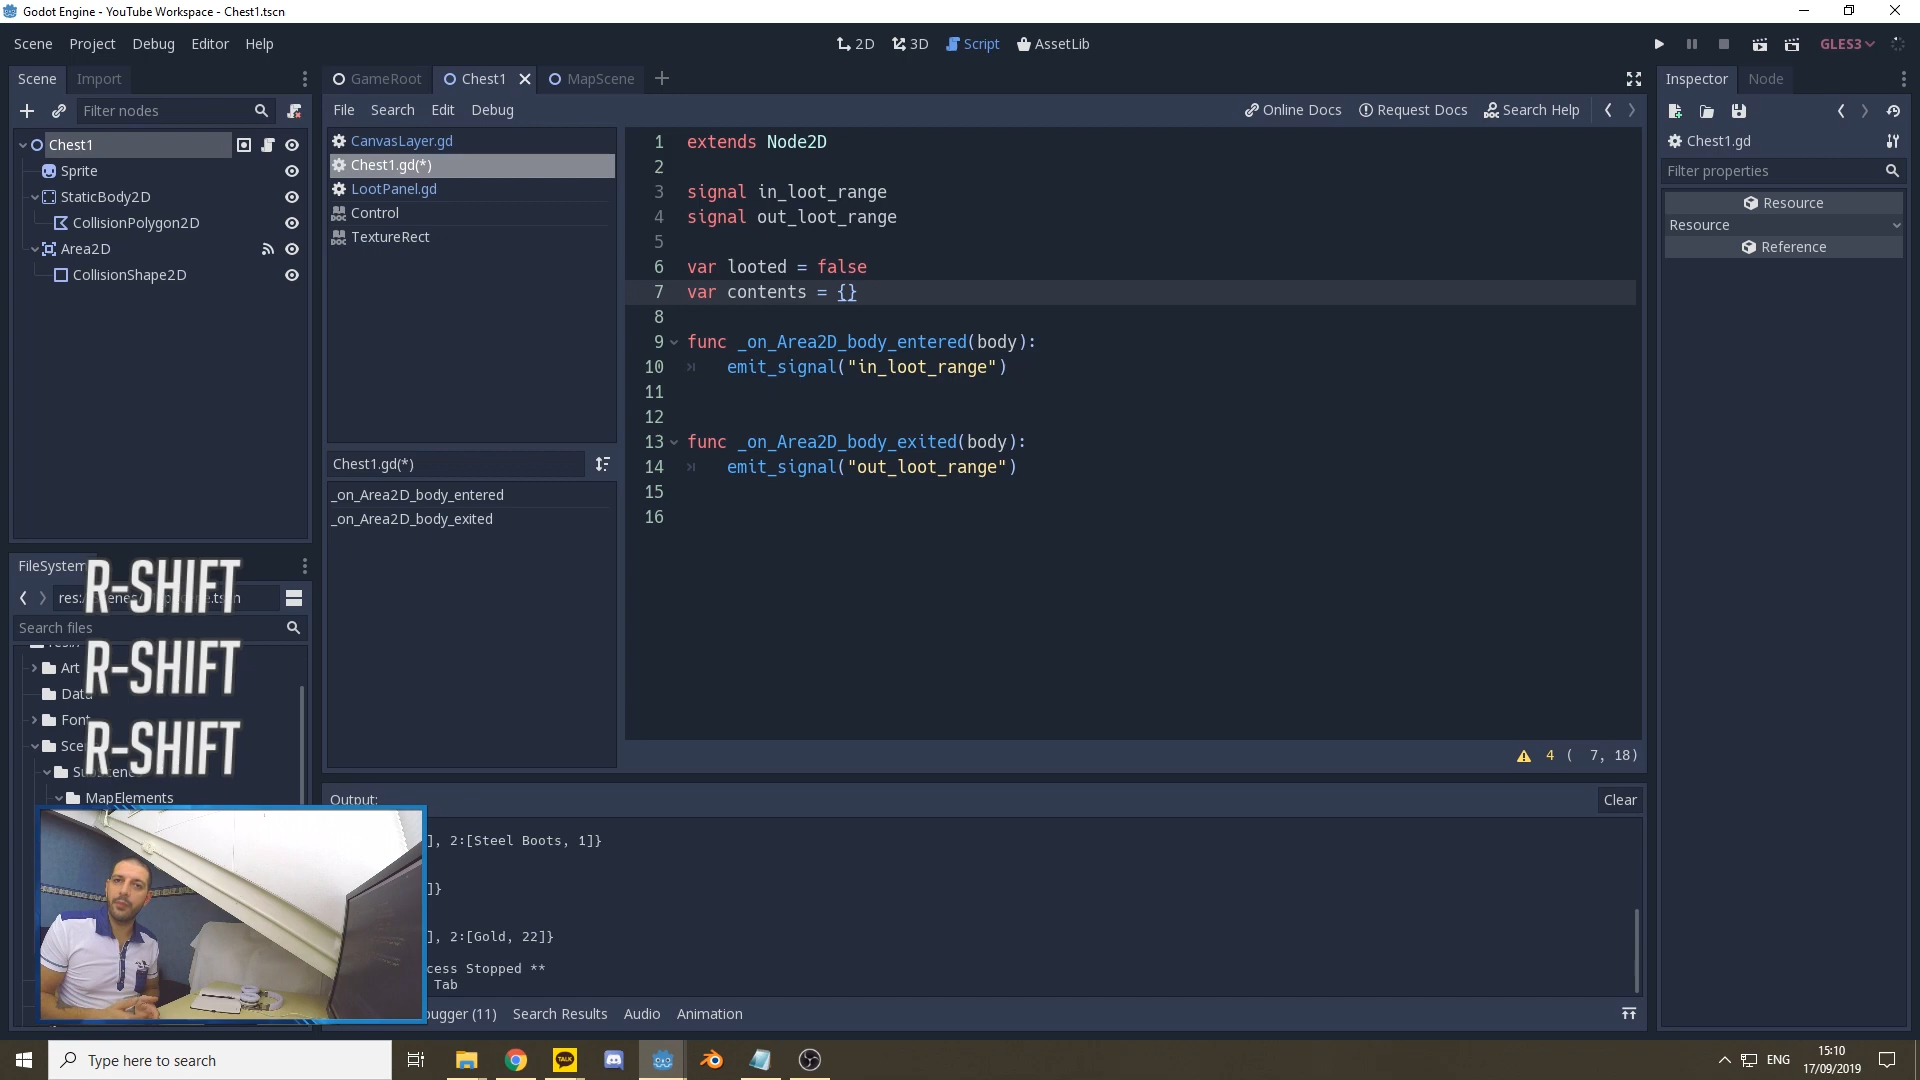 Godot Engine - YouTube Workspace - Chest1.tscn
Scene Project Debug Editor Help
2D 3D Script AssetLib
GLES3
Scene Import
Filter nodes
Chest1
Sprite
StaticBody2D
CollisionPolygon2D
Area2D
CollisionShape2D
GameRoot Chest1 MapScene
File Search Edit Debug
Online Docs Request Docs Search Help
CanvasLayer.gd
Chest1.gd(*)
LootPanel.gd
Control
TextureRect
Chest1.gd(*)
_on_Area2D_body_entered
_on_Area2D_body_exited
1 extends Node2D
2
3 signal in_loot_range
4 signal out_loot_range
5
6 var looted = false
7 var contents = {}
8
9 func _on_Area2D_body_entered(body):
10 emit_signal("in_loot_range")
11
12
13 func _on_Area2D_body_exited(body):
14 emit_signal("out_loot_range")
15
16
4 ( 7, 18)
Inspector Node
Chest1.gd
Filter properties
Resource
Resource
Reference
FileSystem
R-SHIFT
Search files
R-SHIFT
Art
Data
Font
R-SHIFT
MapElements
Output:
Clear
], 2:[Steel Boots, 1]}
]}
], 2:[Gold, 22]}
cess Stopped **
Tab
ugger (11) Search Results Audio Animation
Type here to search
TALK
ENG
15:10
17/09/2019